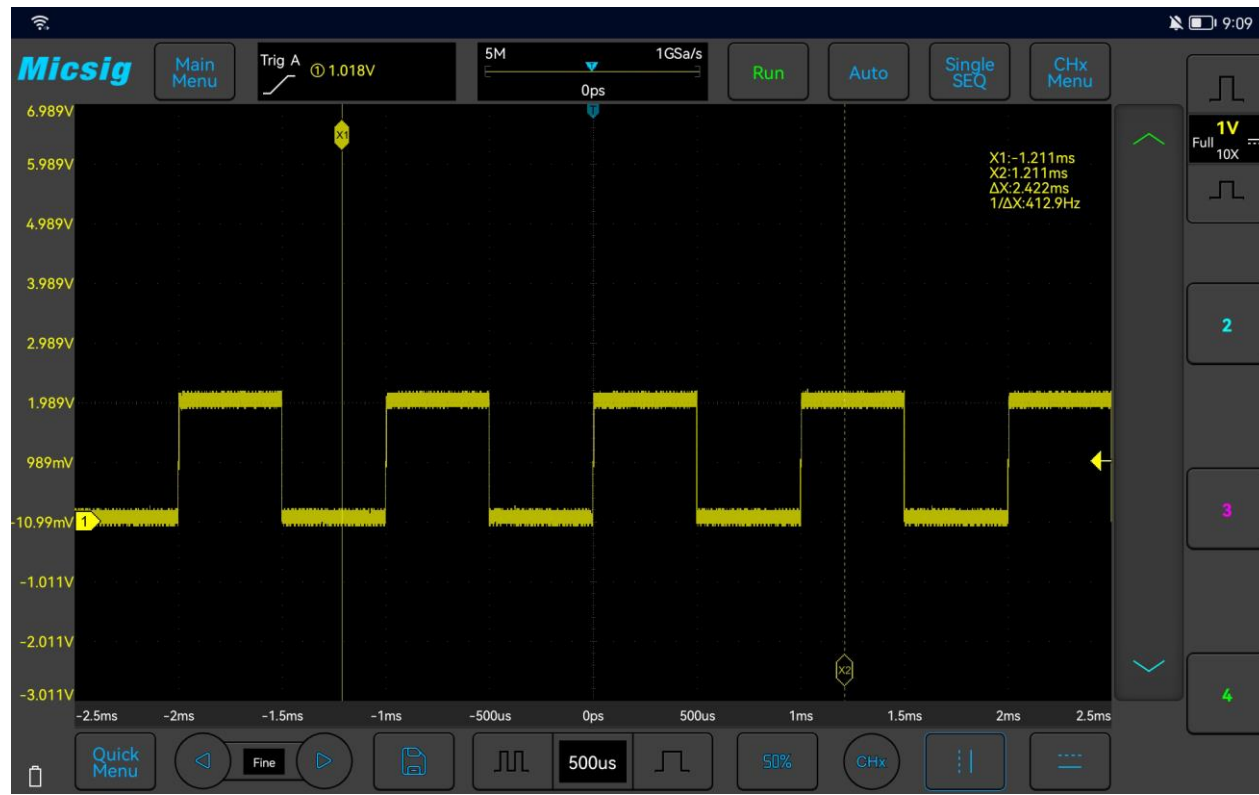 9:09
Micsig
Main
Menu
Trig A
① 1.018V
5M
1GSa/s
T
0ps
Run
Auto
Single
SEQ
CHx
Menu
6.989V
5.989V
4.989V
3.989V
2.989V
1.989V
989mV
-10.99mV
-1.011V
-2.011V
-3.011V
T
X1
X1:-1.211ms
X2:1.211ms
ΔX:2.422ms
1/ΔX:412.9Hz
1
X2
1V
Full
10X
2
3
4
-2.5ms
-2ms
-1.5ms
-1ms
-500us
0ps
500us
1ms
1.5ms
2ms
2.5ms
Quick
Menu
Fine
500us
50%
CHx